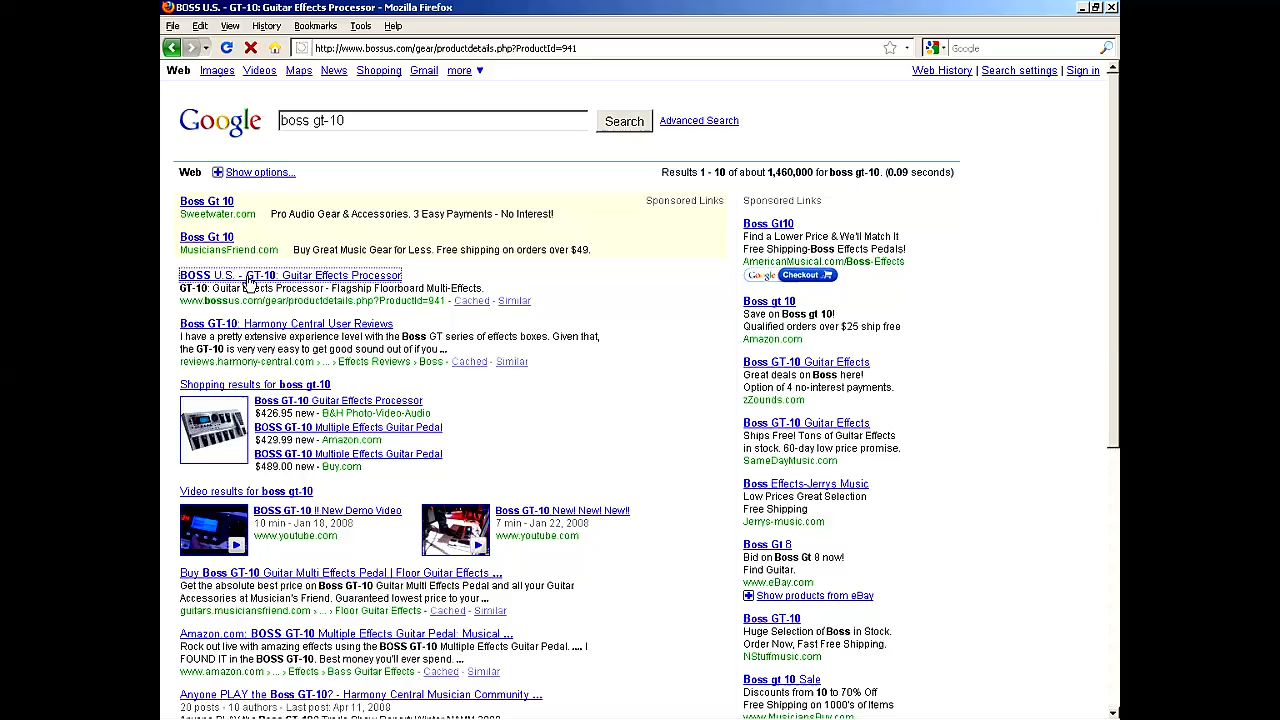 BOSS U.S. - GT-10: Guitar Effects Processor - Mozilla Firefox
File Edit View History Bookmarks Tools Help
http://www.bossus.com/gear/productdetails.php?ProductId=941
Google
Web Images Videos Maps News Shopping Gmail more ▼
Web History | Search settings | Sign in
Google
boss gt-10
Search
Advanced Search
Web Show options...
Results 1 - 10 of about 1,460,000 for boss gt-10. (0.09 seconds)
Boss Gt 10
Sponsored Links
Sweetwater.com Pro Audio Gear & Accessories. 3 Easy Payments - No Interest!
Boss Gt 10
MusiciansFriend.com Buy Great Music Gear for Less. Free shipping on orders over $49.
BOSS U.S. - GT-10: Guitar Effects Processor
GT-10: Guitar Effects Processor - Flagship Floorboard Multi-Effects.
www.bossus.com/gear/productdetails.php?ProductId=941 - Cached - Similar
Boss GT-10: Harmony Central User Reviews
I have a pretty extensive experience level with the Boss GT series of effects boxes. Given that,
the GT-10 is very very easy to get good sound out of if you ...
reviews.harmony-central.com › ... › Effects Reviews › Boss - Cached - Similar
Shopping results for boss gt-10
Boss GT-10 Guitar Effects Processor
$426.95 new - B&H Photo-Video-Audio
BOSS GT-10 Multiple Effects Guitar Pedal
$429.99 new - Amazon.com
BOSS GT-10 Multiple Effects Guitar Pedal
$489.00 new - Buy.com
Video results for boss gt-10
BOSS GT-10 !! New Demo Video
10 min - Jan 18, 2008
www.youtube.com
BOSS GT-10 New! New! New!!
7 min - Jan 22, 2008
www.youtube.com
Buy Boss GT-10 Guitar Multi Effects Pedal | Floor Guitar Effects ...
Get the absolute best price on Boss GT-10 Guitar Multi Effects Pedal and all your Guitar
Accessories at Musician's Friend. Guaranteed lowest price to your ...
guitars.musiciansfriend.com › ... › Floor Guitar Effects - Cached - Similar
Amazon.com: BOSS GT-10 Multiple Effects Guitar Pedal: Musical ...
Rock out live with amazing effects using the BOSS GT-10 Multiple Effects Guitar Pedal. .... I
FOUND IT in the BOSS GT-10. Best money you'll ever spend. ...
www.amazon.com › ... › Effects › Bass Guitar Effects - Cached - Similar
Anyone PLAY the Boss GT-10? - Harmony Central Musician Community ...
20 posts - 10 authors - Last post: Apr 11, 2008
Sponsored Links
Boss Gt10
Find a Lower Price & We'll Match It
Free Shipping-Boss Effects Pedals!
AmericanMusical.com/Boss-Effects
Google Checkout
Boss gt 10
Save on Boss gt 10!
Qualified orders over $25 ship free
Amazon.com
Boss GT-10 Guitar Effects
Great deals on Boss here!
Option of 4 no-interest payments.
zZounds.com
Boss GT-10 Guitar Effects
Ships Free! Tons of Guitar Effects
in stock. 60-day low price promise.
SameDayMusic.com
Boss Effects-Jerrys Music
Low Prices Great Selection
Free Shipping
Jerrys-music.com
Boss Gt 8
Bid on Boss Gt 8 now!
Find Guitar.
www.eBay.com
Show products from eBay
Boss GT-10
Huge Selection of Boss in Stock.
Order Now, Fast Free Shipping.
NStuffmusic.com
Boss gt 10 Sale
Discounts from 10 to 70% Off
Free Shipping on 1000's of Items
www.MusiciansBuy.com